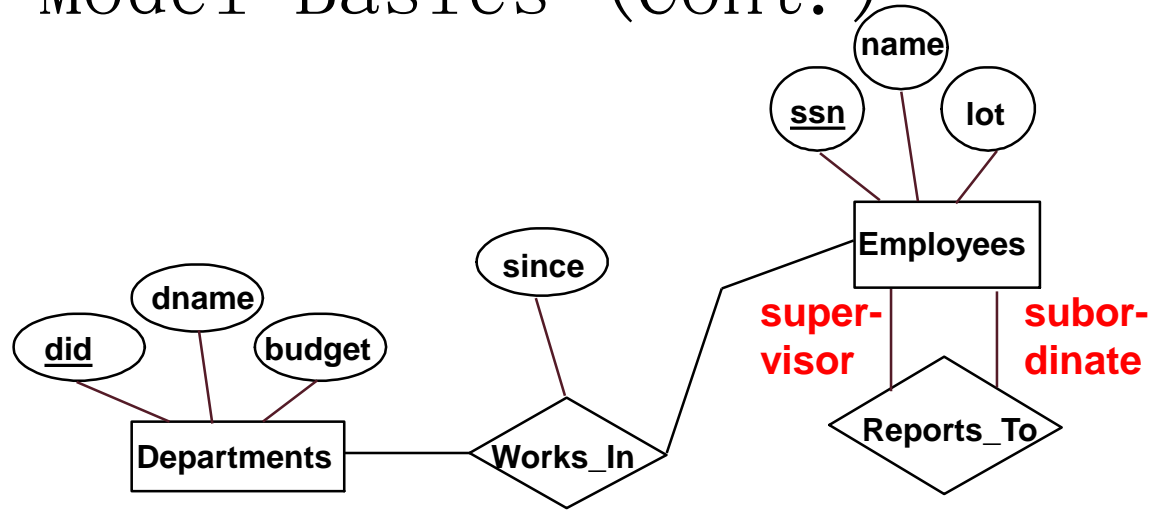 Model Basics (Cont.)
name
ssn
lot
Employees
since
dname
did
budget
super-
visor
subor-
dinate
Departments
Works_In
Reports_To